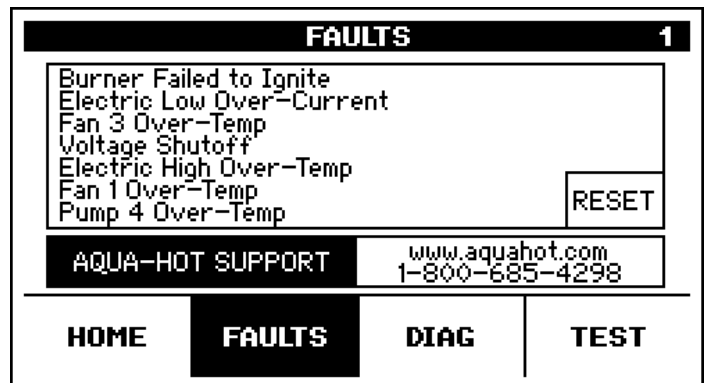 FAULTS 1
Burner Failed to Ignite
Electric Low Over-Current
Fan 3 Over-Temp
Voltage Shutoff
Electric High Over-Temp
Fan 1 Over-Temp
Pump 4 Over-Temp
RESET
AQUA-HOT SUPPORT
www.aquahot.com
1-800-685-4298
HOME FAULTS DIAG TEST